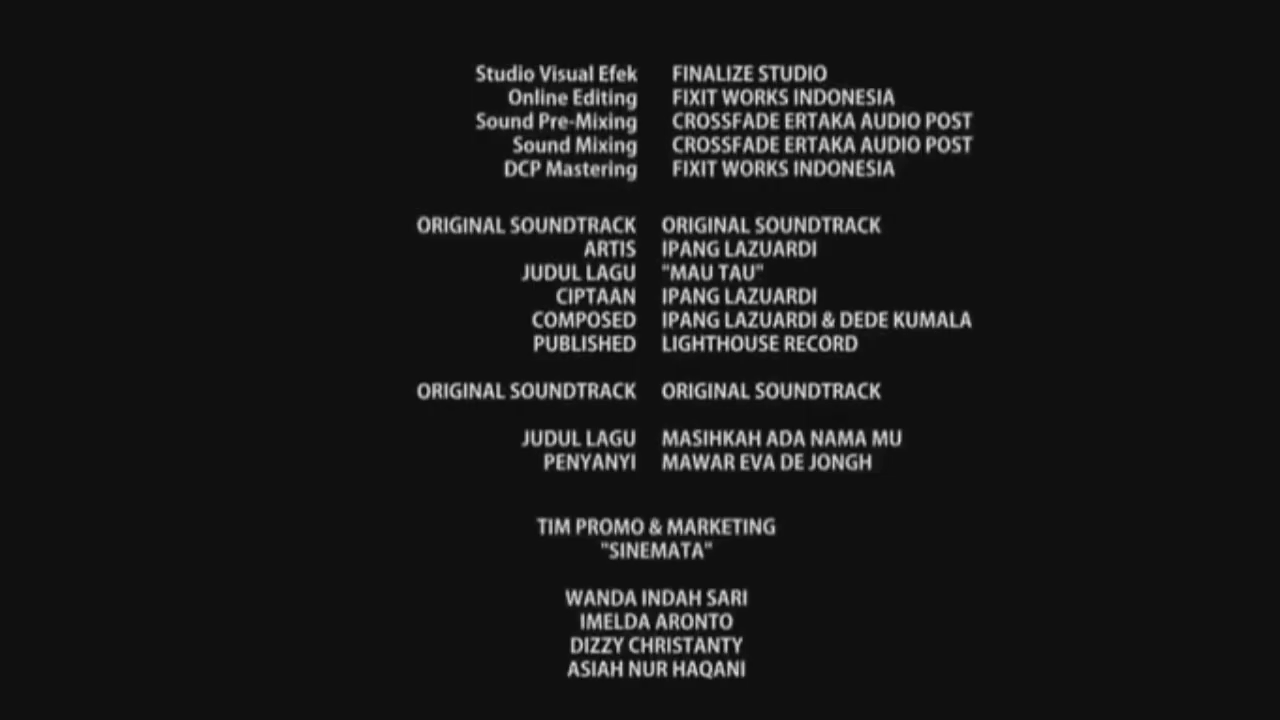 Studio Visual Efek FINALIZE STUDIO
Online Editing FIXIT WORKS INDONESIA
Sound Pre-Mixing CROSSFADE ERTAKA AUDIO POST
Sound Mixing CROSSFADE ERTAKA AUDIO POST
DCP Mastering FIXIT WORKS INDONESIA
ORIGINAL SOUNDTRACK ORIGINAL SOUNDTRACK
ARTIS IPANG LAZUARDI
JUDUL LAGU "MAU TAU"
CIPTAAN IPANG LAZUARDI
COMPOSED IPANG LAZUARDI & DEDE KUMALA
PUBLISHED LIGHTHOUSE RECORD
ORIGINAL SOUNDTRACK ORIGINAL SOUNDTRACK
JUDUL LAGU MASIHKAH ADA NAMA MU
PENYANYI MAWAR EVA DE JONGH
TIM PROMO & MARKETING
"SINEMATA"
WANDA INDAH SARI
IMELDA ARONTO
DIZZY CHRISTANTY
ASIAH NUR HAQANI